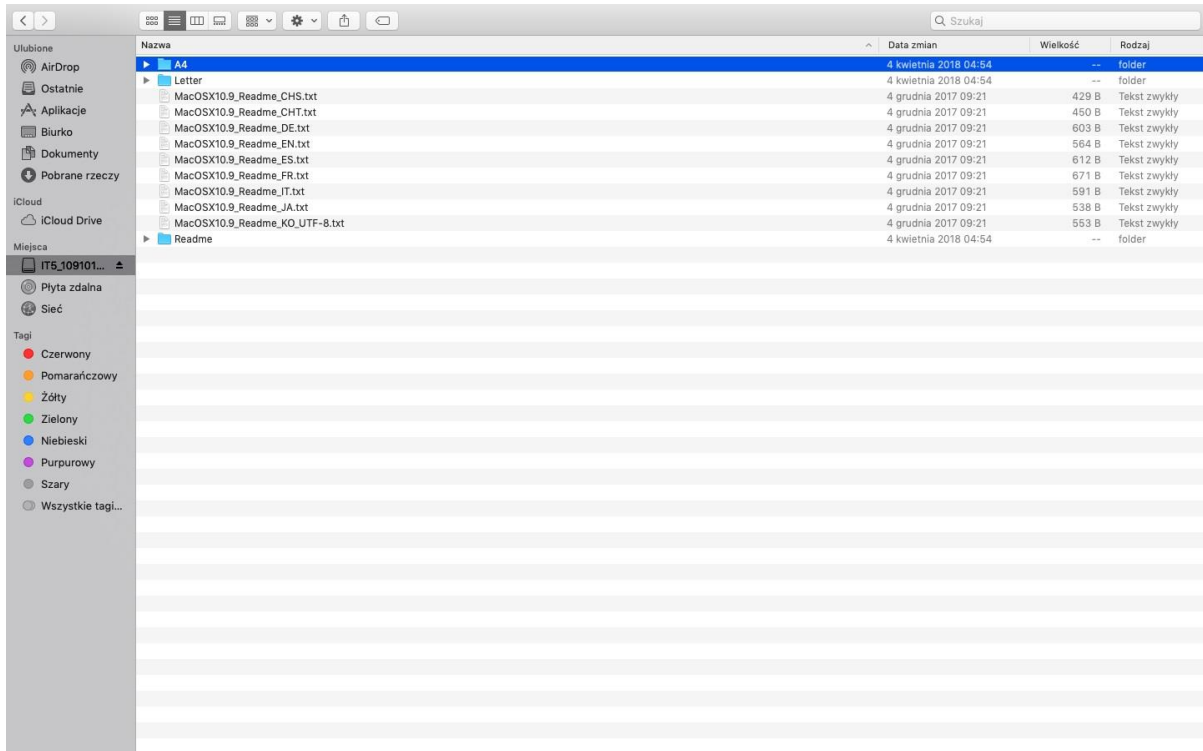 Szukaj
Ulubione
AirDrop
Ostatnie
Aplikacje
Biurko
Dokumenty
Pobrane rzeczy
iCloud
iCloud Drive
Miejsca
IT5_109101...
Płyta zdalna
Sieć
Tagi
Czerwony
Pomarańczowy
Żółty
Zielony
Niebieski
Purpurowy
Szary
Wszystkie tagi...
Nazwa Data zmian Wielkość Rodzaj
A4 4 kwietnia 2018 04:54 -- folder
Letter 4 kwietnia 2018 04:54 -- folder
MacOSX10.9_Readme_CHS.txt 4 grudnia 2017 09:21 429 B Tekst zwykły
MacOSX10.9_Readme_CHT.txt 4 grudnia 2017 09:21 450 B Tekst zwykły
MacOSX10.9_Readme_DE.txt 4 grudnia 2017 09:21 603 B Tekst zwykły
MacOSX10.9_Readme_EN.txt 4 grudnia 2017 09:21 564 B Tekst zwykły
MacOSX10.9_Readme_ES.txt 4 grudnia 2017 09:21 612 B Tekst zwykły
MacOSX10.9_Readme_FR.txt 4 grudnia 2017 09:21 671 B Tekst zwykły
MacOSX10.9_Readme_IT.txt 4 grudnia 2017 09:21 591 B Tekst zwykły
MacOSX10.9_Readme_JA.txt 4 grudnia 2017 09:21 538 B Tekst zwykły
MacOSX10.9_Readme_KO_UTF-8.txt 4 grudnia 2017 09:21 553 B Tekst zwykły
Readme 4 kwietnia 2018 04:54 -- folder